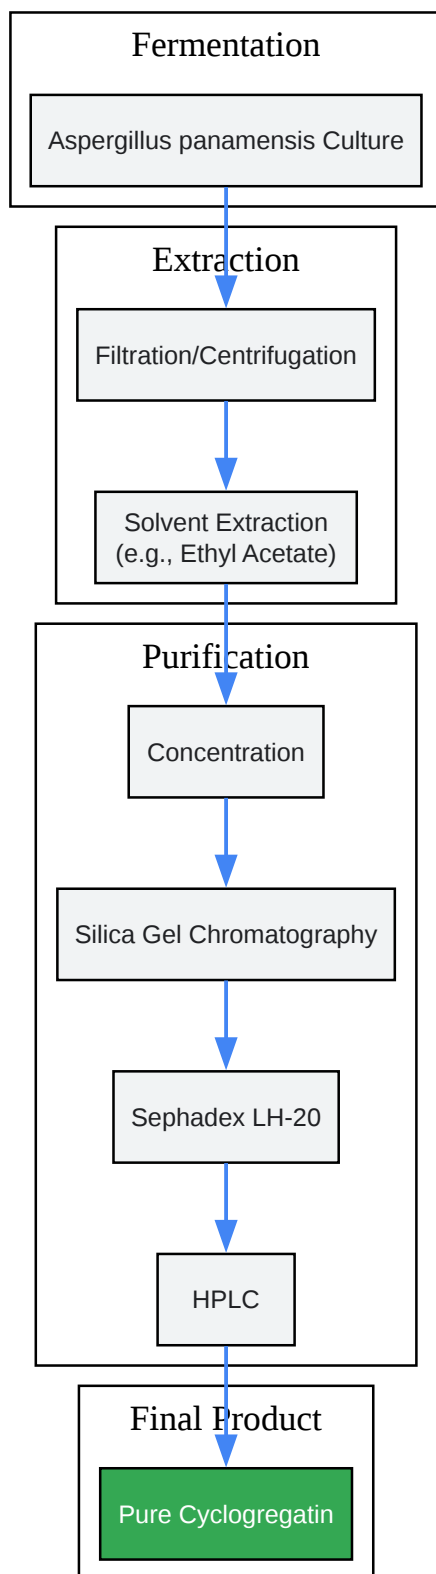 Fermentation
Aspergillus panamensis Culture
Extraction
Filtration/Centrifugation
Solvent Extraction
(e.g., Ethyl Acetate)
Purification
Concentration
Silica Gel Chromatography
Sephadex LH-20
HPLC
Final Product
Pure Cyclogregatin